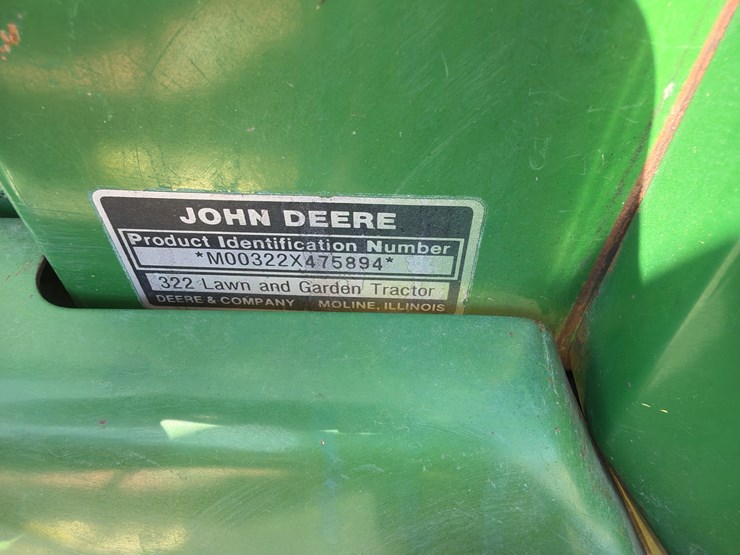 JOHN DEERE
Product Identification Number
*M00322X475894*
322 Lawn and Garden Tractor
DEERE & COMPANY MOLINE, ILLINOIS